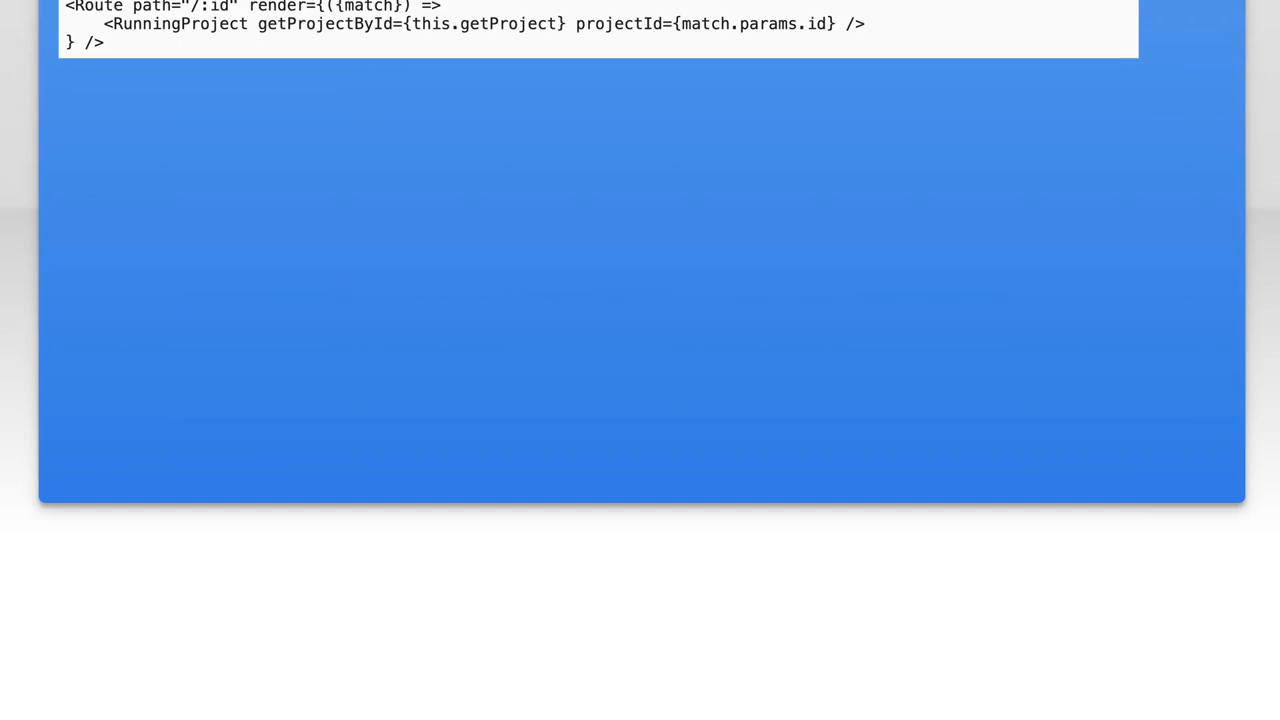 <Route path="/:id" render={({match}) =>
<RunningProject getProjectById={this.getProject} projectId={match.params.id} />
} />